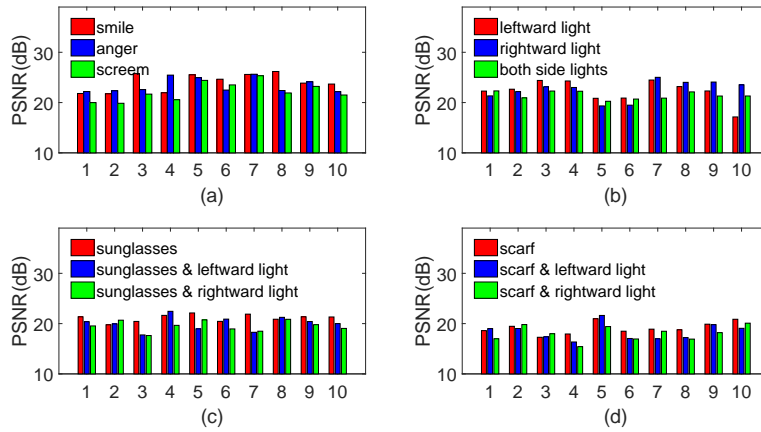 smile
anger
screem
PSNR(dB)
30
20
10
1 2 3 4 5 6 7 8 9 10
(a)
leftward light
rightward light
both side lights
PSNR(dB)
30
20
10
1 2 3 4 5 6 7 8 9 10
(b)
sunglasses
sunglasses & leftward light
sunglasses & rightward light
PSNR(dB)
30
20
10
1 2 3 4 5 6 7 8 9 10
(c)
scarf
scarf & leftward light
scarf & rightward light
PSNR(dB)
30
20
10
1 2 3 4 5 6 7 8 9 10
(d)